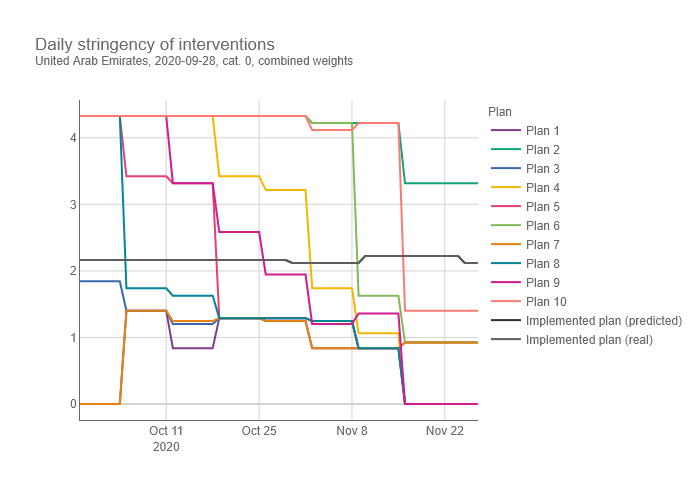 Daily stringency of interventions
United Arab Emirates, 2020-09-28, cat. 0, combined weights
Plan
Plan 1
Plan 2
Plan 3
Plan 4
Plan 5
Plan 6
Plan 7
Plan 8
Plan 9
Plan 10
Implemented plan (predicted)
Implemented plan (real)
4
3
2
1
0
Oct 11
2020
Oct 25
Nov 8
Nov 22